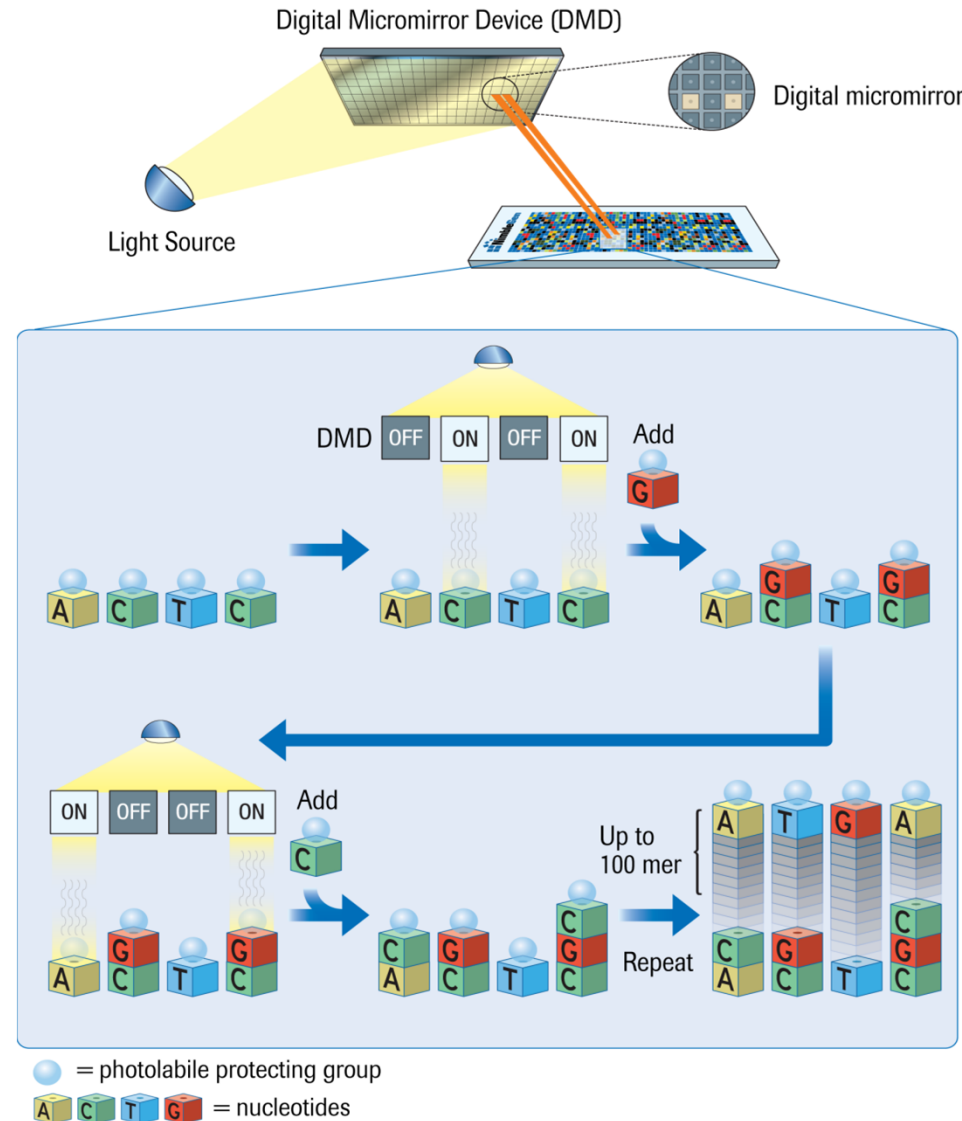 Digital Micromirror Device (DMD)
Digital micromirror
Light Source
NimbleGen
DMD OFF ON OFF ON
Add
G
A C T C
A C T C
G G
A C T C
ON OFF OFF ON
Add
C
G G
A C T C
C
C G G
A C T C
Repeat
Up to
100 mer
A T G A
C
C G G
A C T C
= photolabile protecting group
A C T G = nucleotides